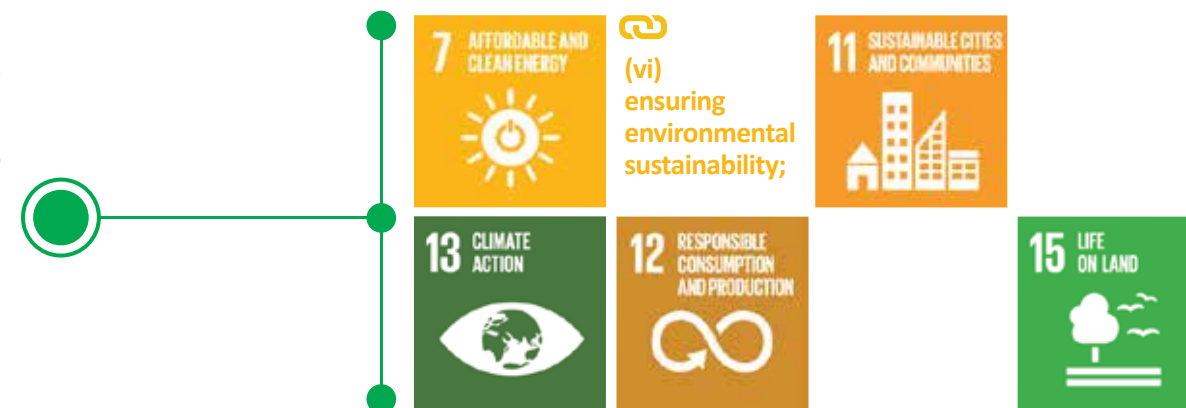 7 AFFORDABLE AND
CLEAN ENERGY
(vi)
ensuring
environmental
sustainability;
11 SUSTAINABLE CITIES
AND COMMUNITIES
13 CLIMATE
ACTION
12 RESPONSIBLE
CONSUMPTION
AND PRODUCTION
15 LIFE
ON LAND